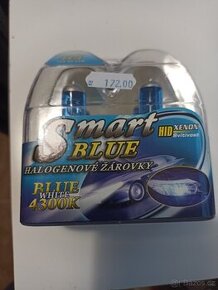 172.00
Smart
BLUE
HALOGENOVÉ ŽÁROVKY
HID XENON
BLUE
WHITE
4300K